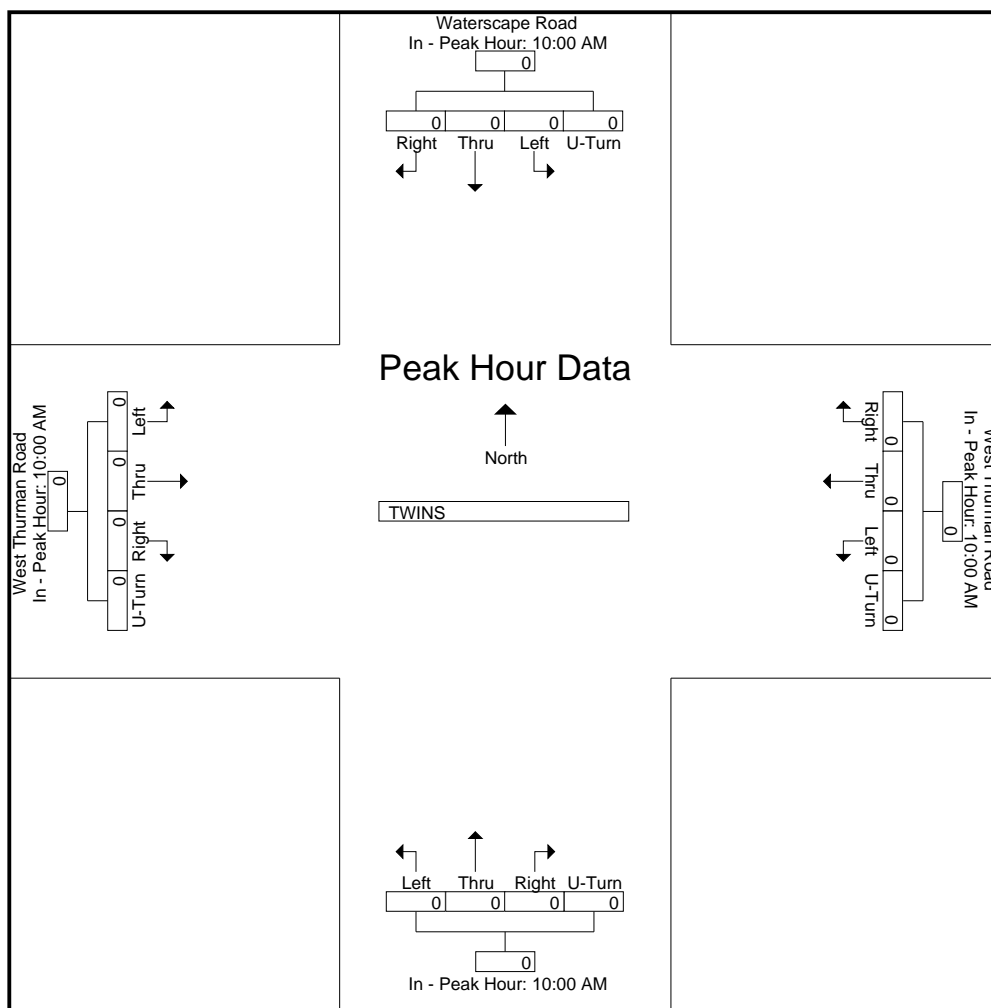 Waterscape Road
In - Peak Hour: 10:00 AM
0
0 0 0 0
Right Thru Left U-Turn
Peak Hour Data
North
TWINS
West Thurman Road
In - Peak Hour: 10:00 AM
0
0 0 0 0
Left Thru Right U-Turn
West Thurman Road
In - Peak Hour: 10:00 AM
0
0 0 0 0
Right Thru Left U-Turn
Left Thru Right U-Turn
0 0 0 0
0
In - Peak Hour: 10:00 AM